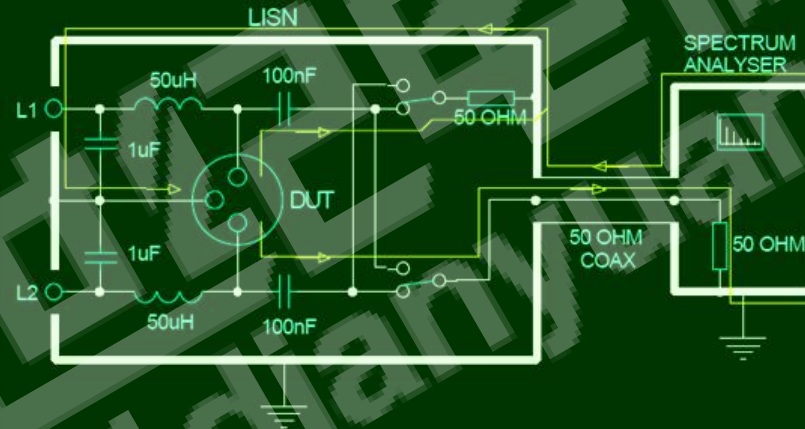 LISN
SPECTRUM
ANALYSER
50uH
100nF
L1
50 OHM
1uF
DUT
1uF
50 OHM
COAX
50 OHM
L2
50uH
100nF